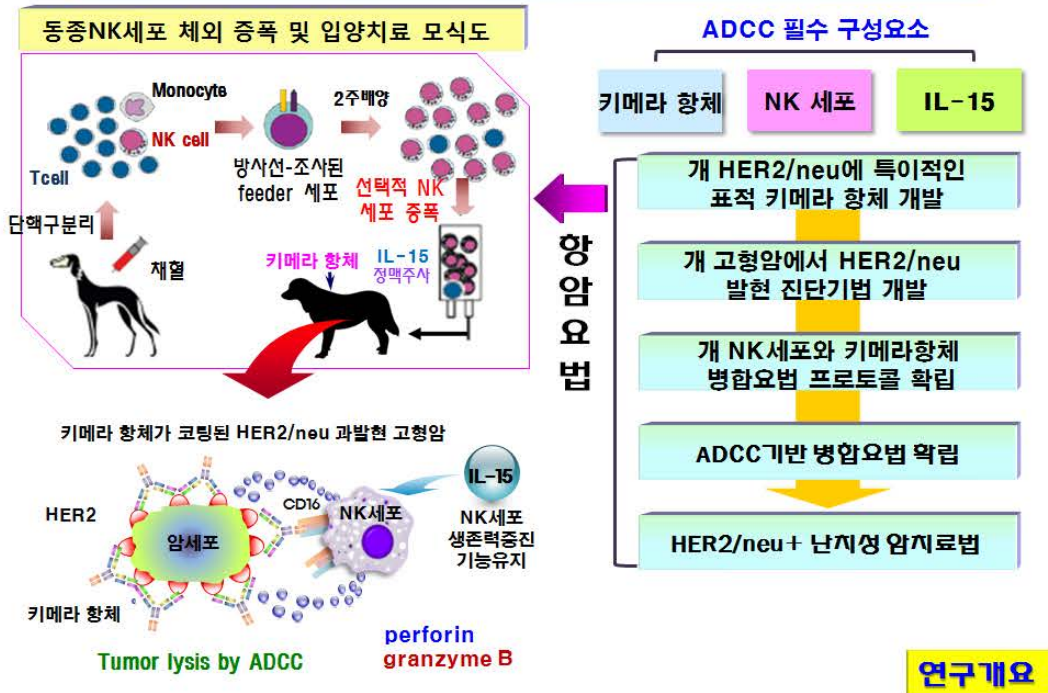 동종NK세포 체외 증폭 및 입양치료 모식도
Monocyte
NK cell
Tcell
2주배양
방사선-조사된
feeder 세포
선택적 NK
세포 증폭
단핵구분리
채혈
키메라 항체
IL-15
정맥주사
키메라 항체가 코팅된 HER2/neu 과발현 고형암
HER2
암세포
CD16
NK세포
IL-15
NK세포
생존력증진
기능유지
키메라 항체
Tumor lysis by ADCC
perforin
granzyme B
ADCC 필수 구성요소
키메라 항체
NK 세포
IL-15
항암요법
개 HER2/neu에 특이적인
표적 키메라 항체 개발
개 고형암에서 HER2/neu
발현 진단기법 개발
개 NK세포와 키메라항체
병합요법 프로토콜 확립
ADCC기반 병합요법 확립
HER2/neu+ 난치성 암치료법
연구개요